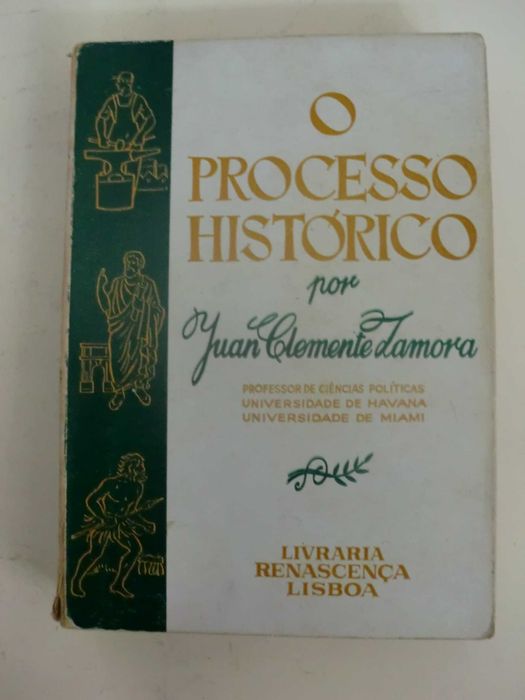 O
PROCESSO
HISTÓRICO
por
Juan Clemente Zamora
PROFESSOR DE CIÊNCIAS POLÍTICAS
UNIVERSIDADE DE HAVANA
UNIVERSIDADE DE MIAMI
LIVRARIA
RENASCENÇA
LISBOA